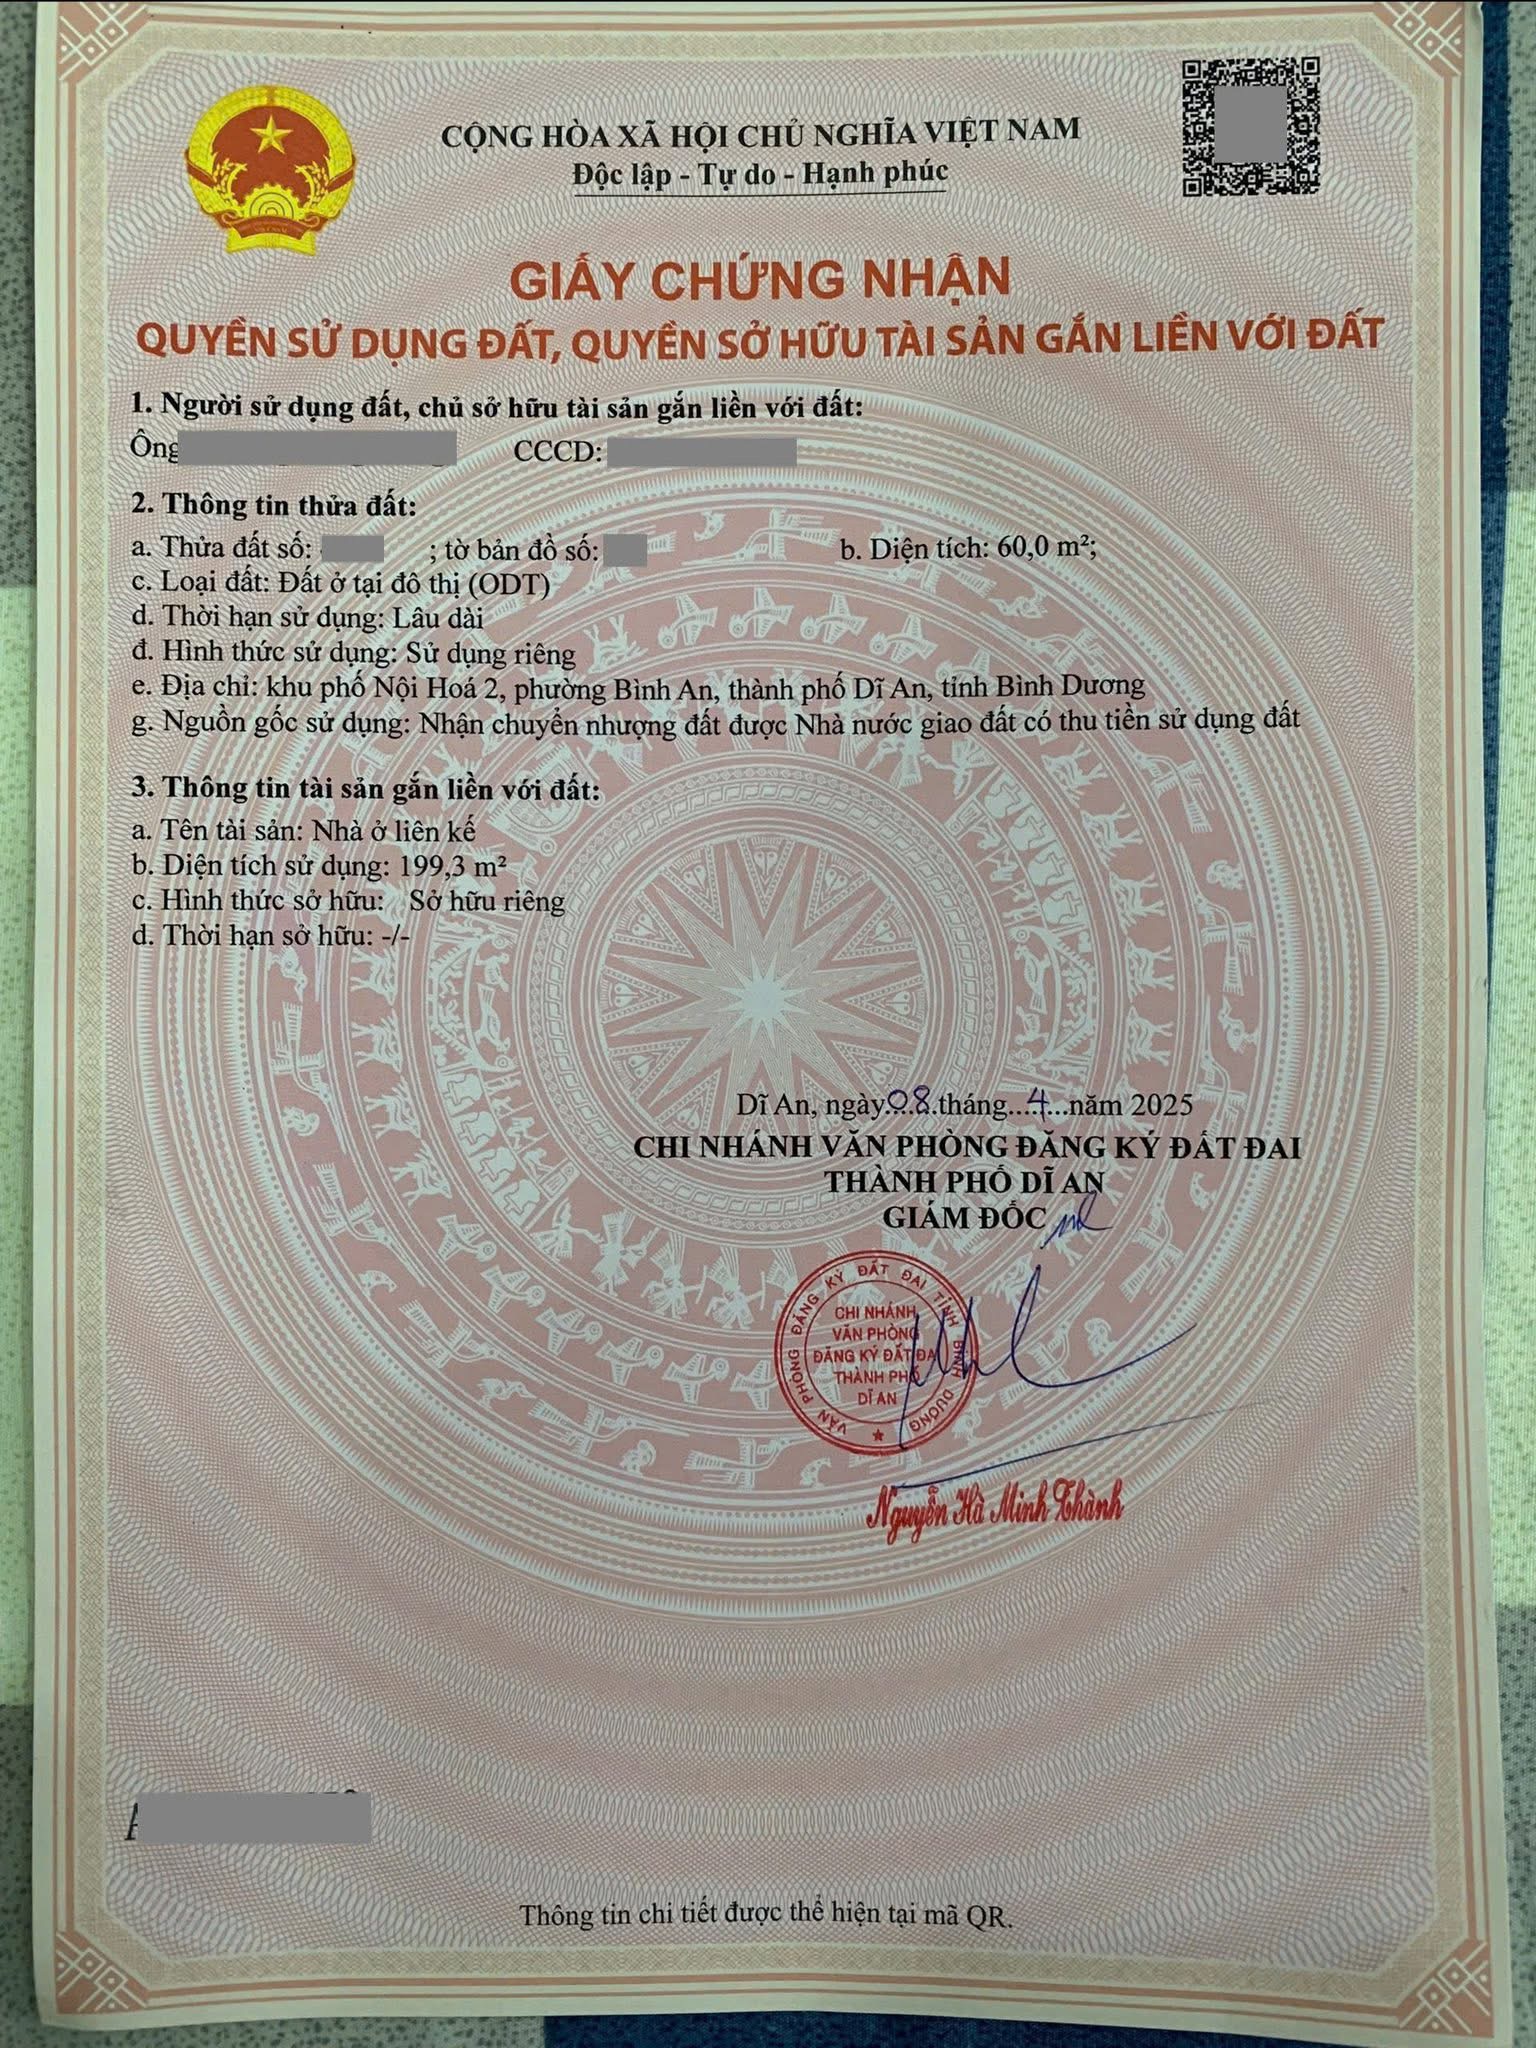 CỘNG HÒA XÃ HỘI CHỦ NGHĨA VIỆT NAM
Độc lập - Tự do - Hạnh phúc
GIẤY CHỨNG NHẬN
QUYỀN SỬ DỤNG ĐẤT, QUYỀN SỞ HỮU TÀI SẢN GẮN LIỀN VỚI ĐẤT
1. Người sử dụng đất, chủ sở hữu tài sản gắn liền với đất:
Ông CCCD:
2. Thông tin thửa đất:
a. Thửa đất số: ; tờ bản đồ số: b. Diện tích: 60,0 m²;
c. Loại đất: Đất ở tại đô thị (ODT)
d. Thời hạn sử dụng: Lâu dài
đ. Hình thức sử dụng: Sử dụng riêng
e. Địa chỉ: khu phố Nội Hoá 2, phường Bình An, thành phố Dĩ An, tỉnh Bình Dương
g. Nguồn gốc sử dụng: Nhận chuyển nhượng đất được Nhà nước giao đất có thu tiền sử dụng đất
3. Thông tin tài sản gắn liền với đất:
a. Tên tài sản: Nhà ở liên kế
b. Diện tích sử dụng: 199,3 m²
c. Hình thức sở hữu: Sở hữu riêng
d. Thời hạn sở hữu: -/-
Dĩ An, ngày...08.tháng....4...năm 2025
CHI NHÁNH VĂN PHÒNG ĐĂNG KÝ ĐẤT ĐAI
THÀNH PHỐ DĨ AN
GIÁM ĐỐC
VĂN PHÒNG ĐĂNG KÝ ĐẤT ĐAI TỈNH BÌNH DƯƠNG
CHI NHÁNH
VĂN PHÒNG
ĐĂNG KÝ ĐẤT ĐA
THÀNH PHỐ
DĨ AN
Nguyễn Hà Minh Thành
Thông tin chi tiết được thể hiện tại mã QR.